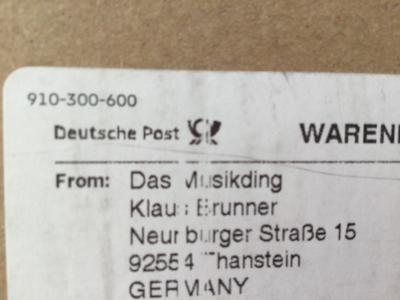 910-300-600
Deutsche Post
WAREN
From: Das Musikding
Klaus Brunner
Neunburger Straße 15
92554 Thanstein
GERMANY